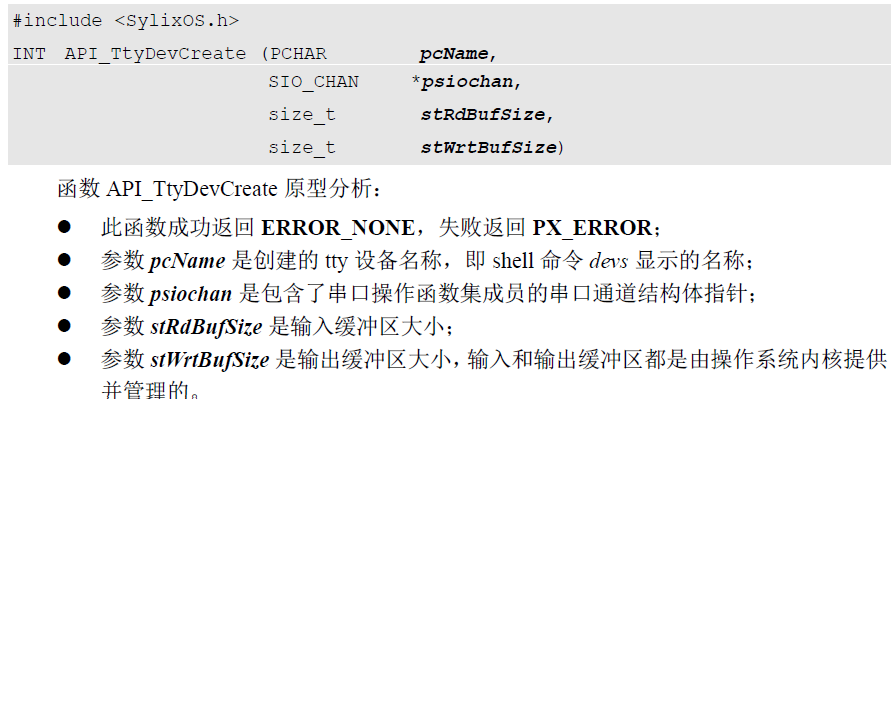 #include <SylixOS.h>
INT API_TtyDevCreate (PCHAR pcName,
SIO_CHAN *psiochan,
size_t stRdBufSize,
size_t stWrtBufSize)
函数 API_TtyDevCreate 原型分析：
● 此函数成功返回 ERROR_NONE，失败返回 PX_ERROR；
● 参数 pcName 是创建的 tty 设备名称，即 shell 命令 devs 显示的名称；
● 参数 psiochan 是包含了串口操作函数集成员的串口通道结构体指针；
● 参数 stRdBufSize 是输入缓冲区大小；
● 参数 stWrtBufSize 是输出缓冲区大小，输入和输出缓冲区都是由操作系统内核提供
并管理的。